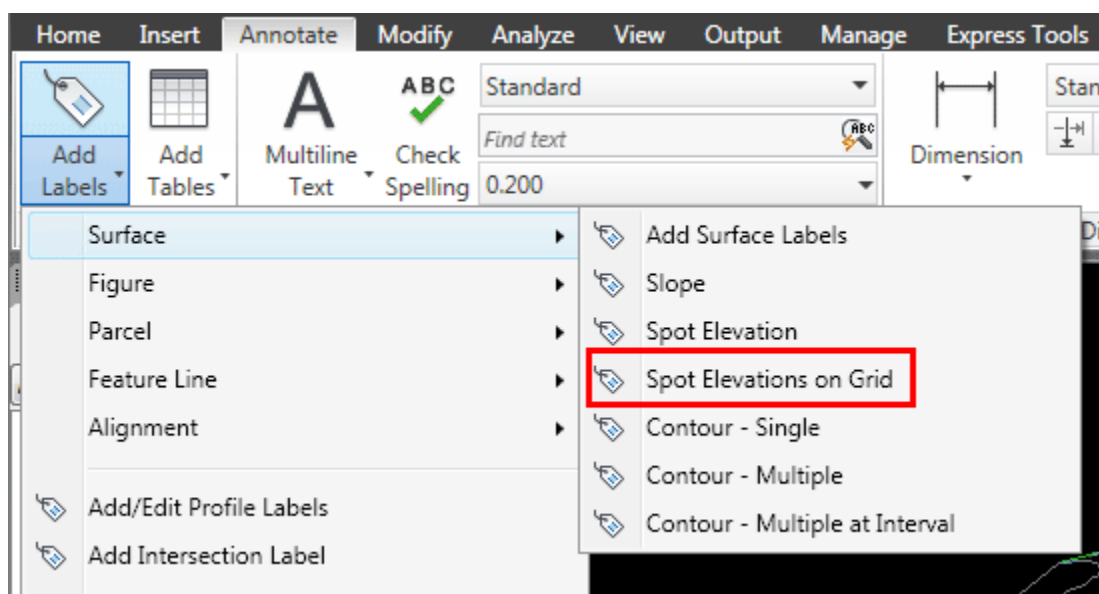 Home Insert Annotate Modify Analyze View Output Manage Express Tools
Add Labels
Add Tables
Multiline Text
ABC
Check Spelling
Standard
Find text
ABC
0.200
Dimension
Stan
Di
Surface
Figure
Parcel
Feature Line
Alignment
Add/Edit Profile Labels
Add Intersection Label
Add Surface Labels
Slope
Spot Elevation
Spot Elevations on Grid
Contour - Single
Contour - Multiple
Contour - Multiple at Interval